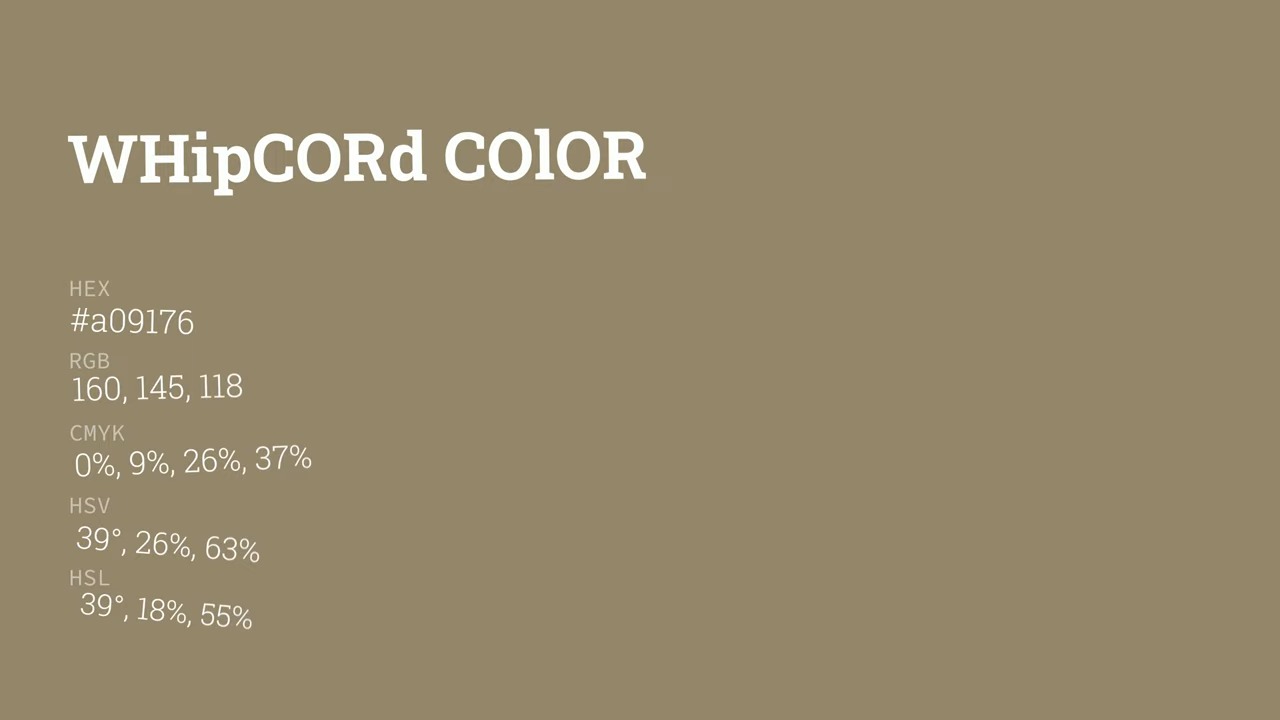 WHipCORd COlOR
HEX
#a09176
RGB
160, 145, 118
CMYK
0%, 9%, 26%, 37%
HSV
39°, 26%, 63%
HSL
39°, 18%, 55%